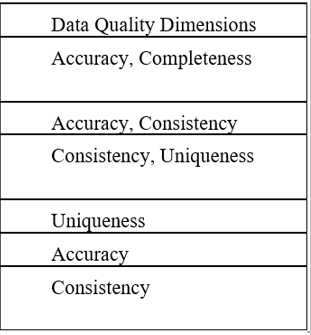 Data Quality Dimensions
Accuracy, Completeness
Accuracy, Consistency
Consistency, Uniqueness
Uniqueness
Accuracy
Consistency